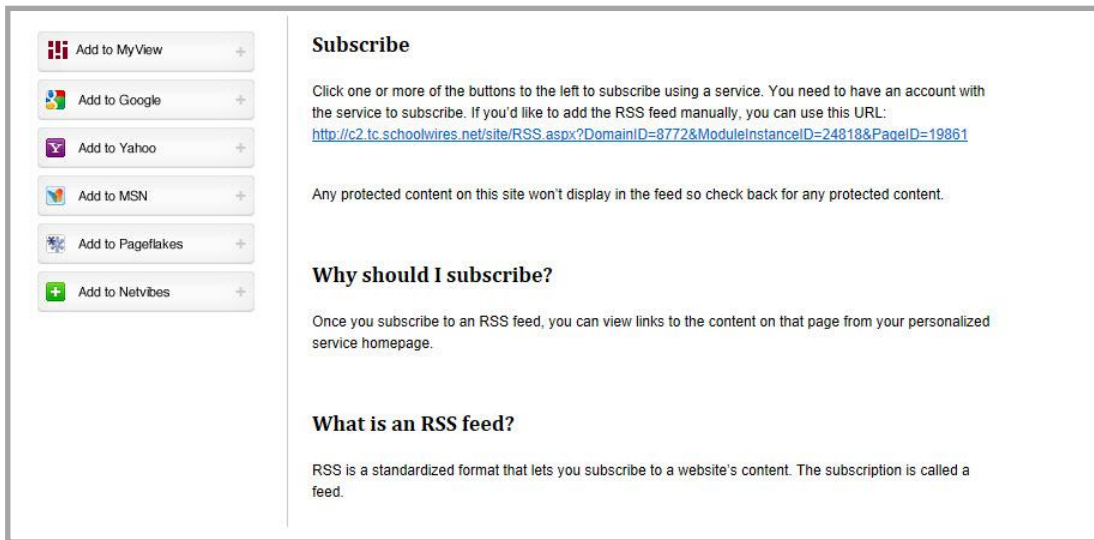 Add to MyView
Add to Google
Add to Yahoo
Add to MSN
Add to Pageflakes
Add to Netvibes
Subscribe
Click one or more of the buttons to the left to subscribe using a service. You need to have an account with
the service to subscribe. If you’d like to add the RSS feed manually, you can use this URL:
http://c2.tc.schoolwires.net/site/RSS.aspx?DomainID=8772&ModuleInstanceID=24818&PageID=19861
Any protected content on this site won’t display in the feed so check back for any protected content.
Why should I subscribe?
Once you subscribe to an RSS feed, you can view links to the content on that page from your personalized
service homepage.
What is an RSS feed?
RSS is a standardized format that lets you subscribe to a website’s content. The subscription is called a
feed.